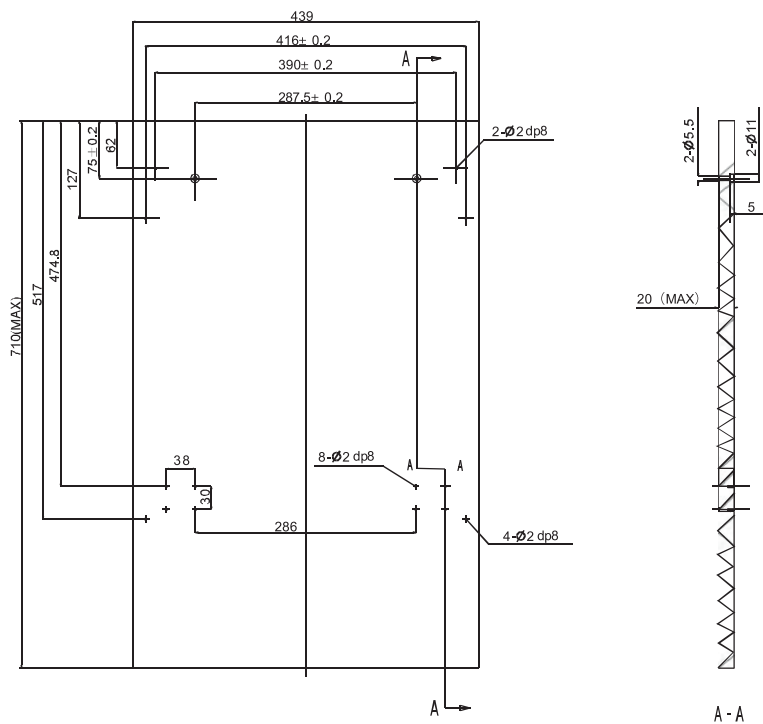 439
416± 0.2
A
390± 0.2
287.5± 0.2
2-Ø2 dp8
75±0.2
62
127
474.8
517
710(MAX)
2-Ø5.5
2-Ø11
5
20 (MAX)
38
8-Ø2 dp8
A
A
30
286
4-Ø2 dp8
A
A - A